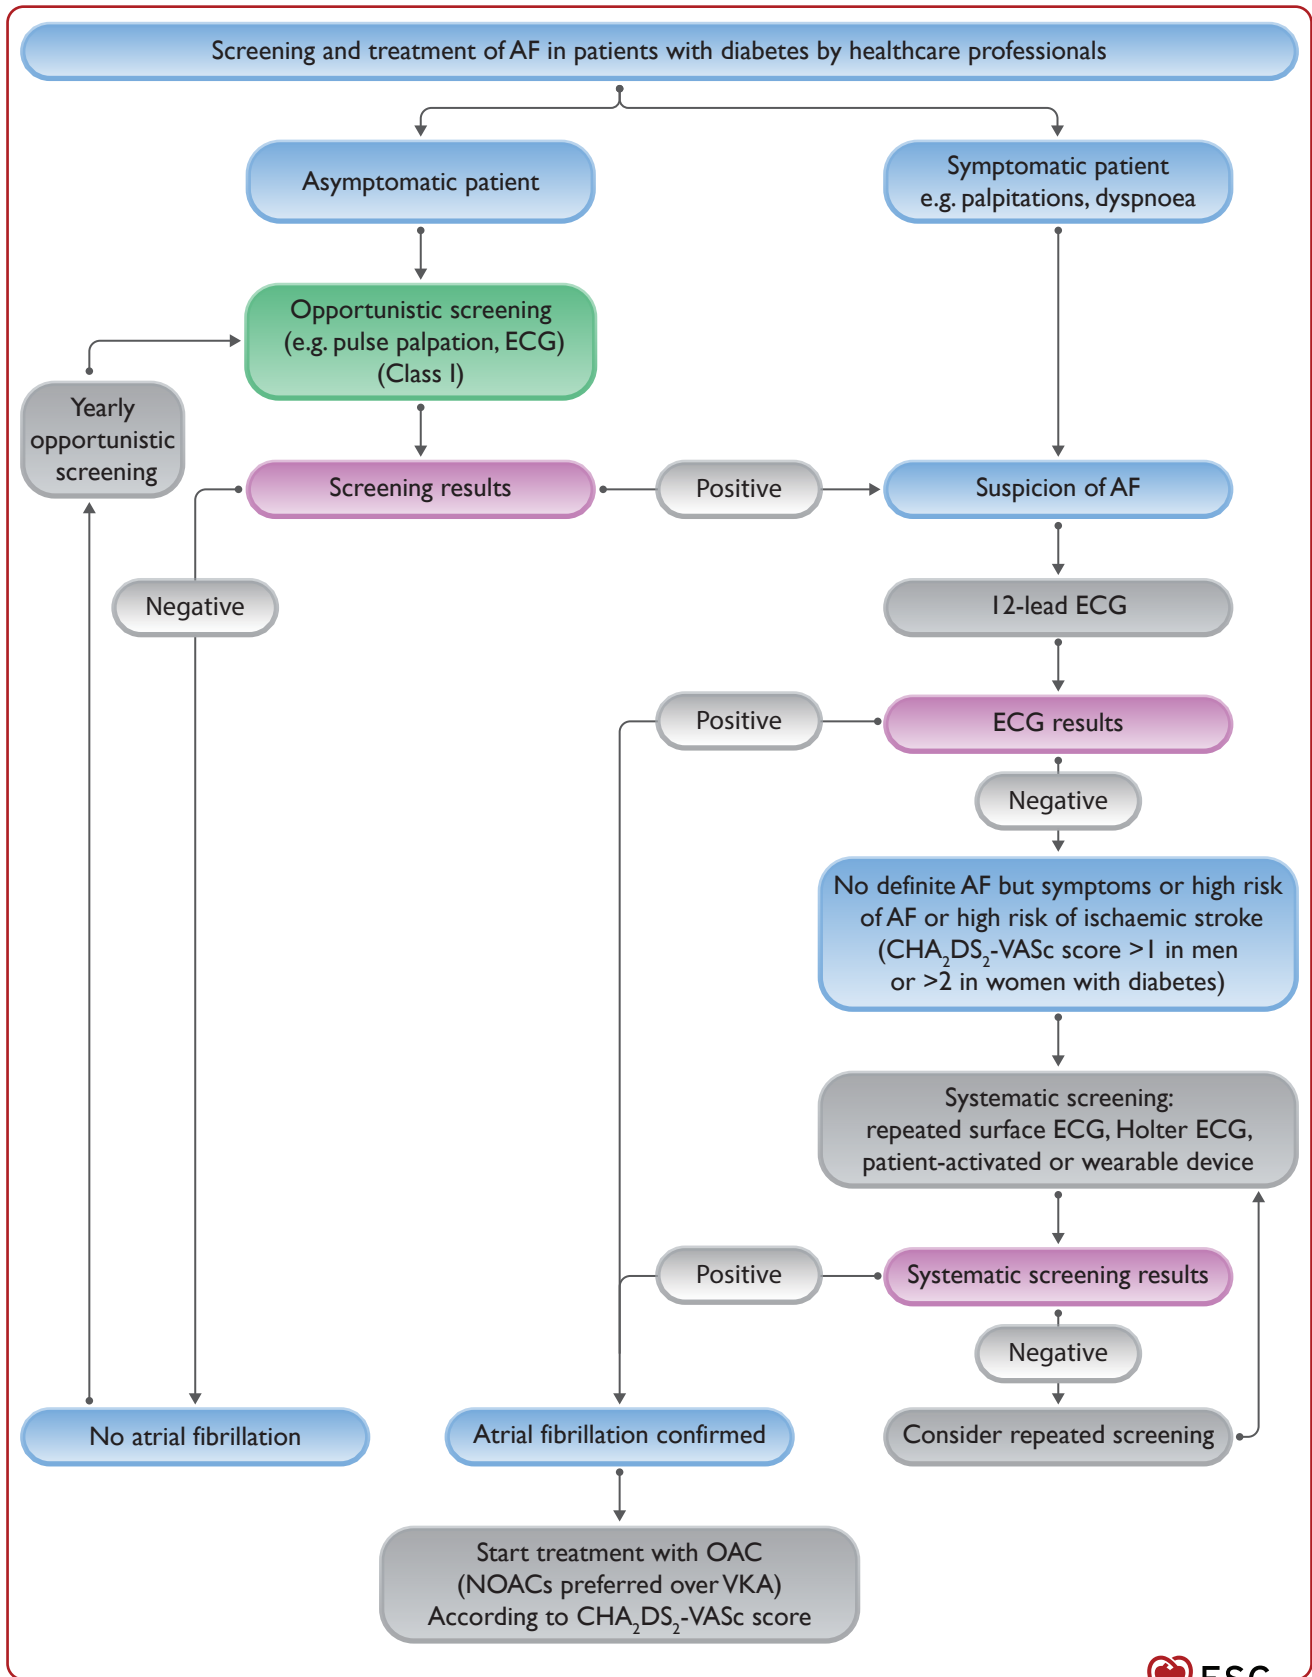 Screening and treatment of AF in patients with diabetes by healthcare professionals
Asymptomatic patient
Symptomatic patient
e.g. palpitations, dyspnoea
Opportunistic screening
(e.g. pulse palpation, ECG)
(Class I)
Yearly
opportunistic
screening
Screening results
Positive
Suspicion of AF
Negative
12-lead ECG
Positive
ECG results
Negative
No definite AF but symptoms or high risk
of AF or high risk of ischaemic stroke
(CHA₂DS₂-VASc score >1 in men
or >2 in women with diabetes)
Systematic screening:
repeated surface ECG, Holter ECG,
patient-activated or wearable device
Positive
Systematic screening results
Negative
No atrial fibrillation
Atrial fibrillation confirmed
Consider repeated screening
Start treatment with OAC
(NOACs preferred over VKA)
According to CHA₂DS₂-VASc score
ESC